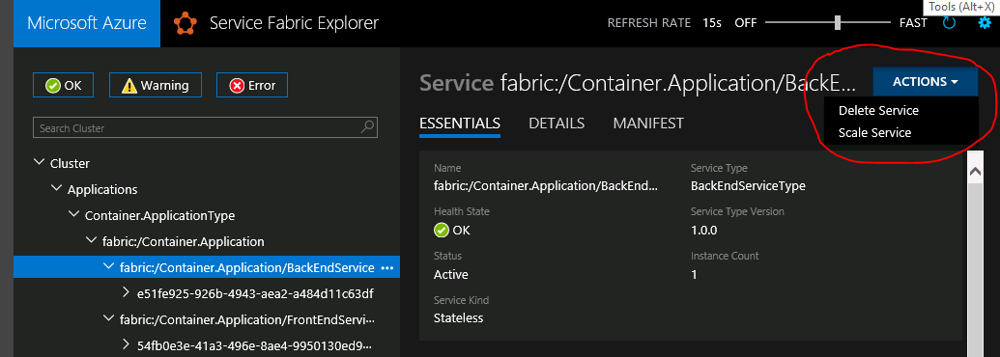 Microsoft Azure
Service Fabric Explorer
REFRESH RATE 15s OFF FAST
Tools (Alt+X)
OK
Warning
Error
Search Cluster
Cluster
Applications
Container.ApplicationType
fabric:/Container.Application
fabric:/Container.Application/BackEndService •••
e51fe925-926b-4943-aea2-a484d11c63df
fabric:/Container.Application/FrontEndServi...
54fb0e3e-41a3-496e-8ae4-9950130ed9...
Service fabric:/Container.Application/BackE...
ACTIONS
Delete Service
Scale Service
ESSENTIALS
DETAILS
MANIFEST
Name
fabric:/Container.Application/BackEnd...
Health State
OK
Status
Active
Service Kind
Stateless
Service Type
BackEndServiceType
Service Type Version
1.0.0
Instance Count
1